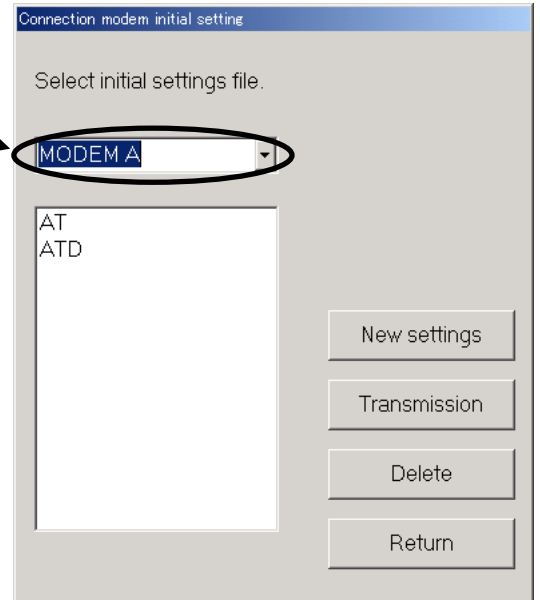 Connection modem initial setting
Select initial settings file.
MODEM A
AT
ATD
New settings
Transmission
Delete
Return